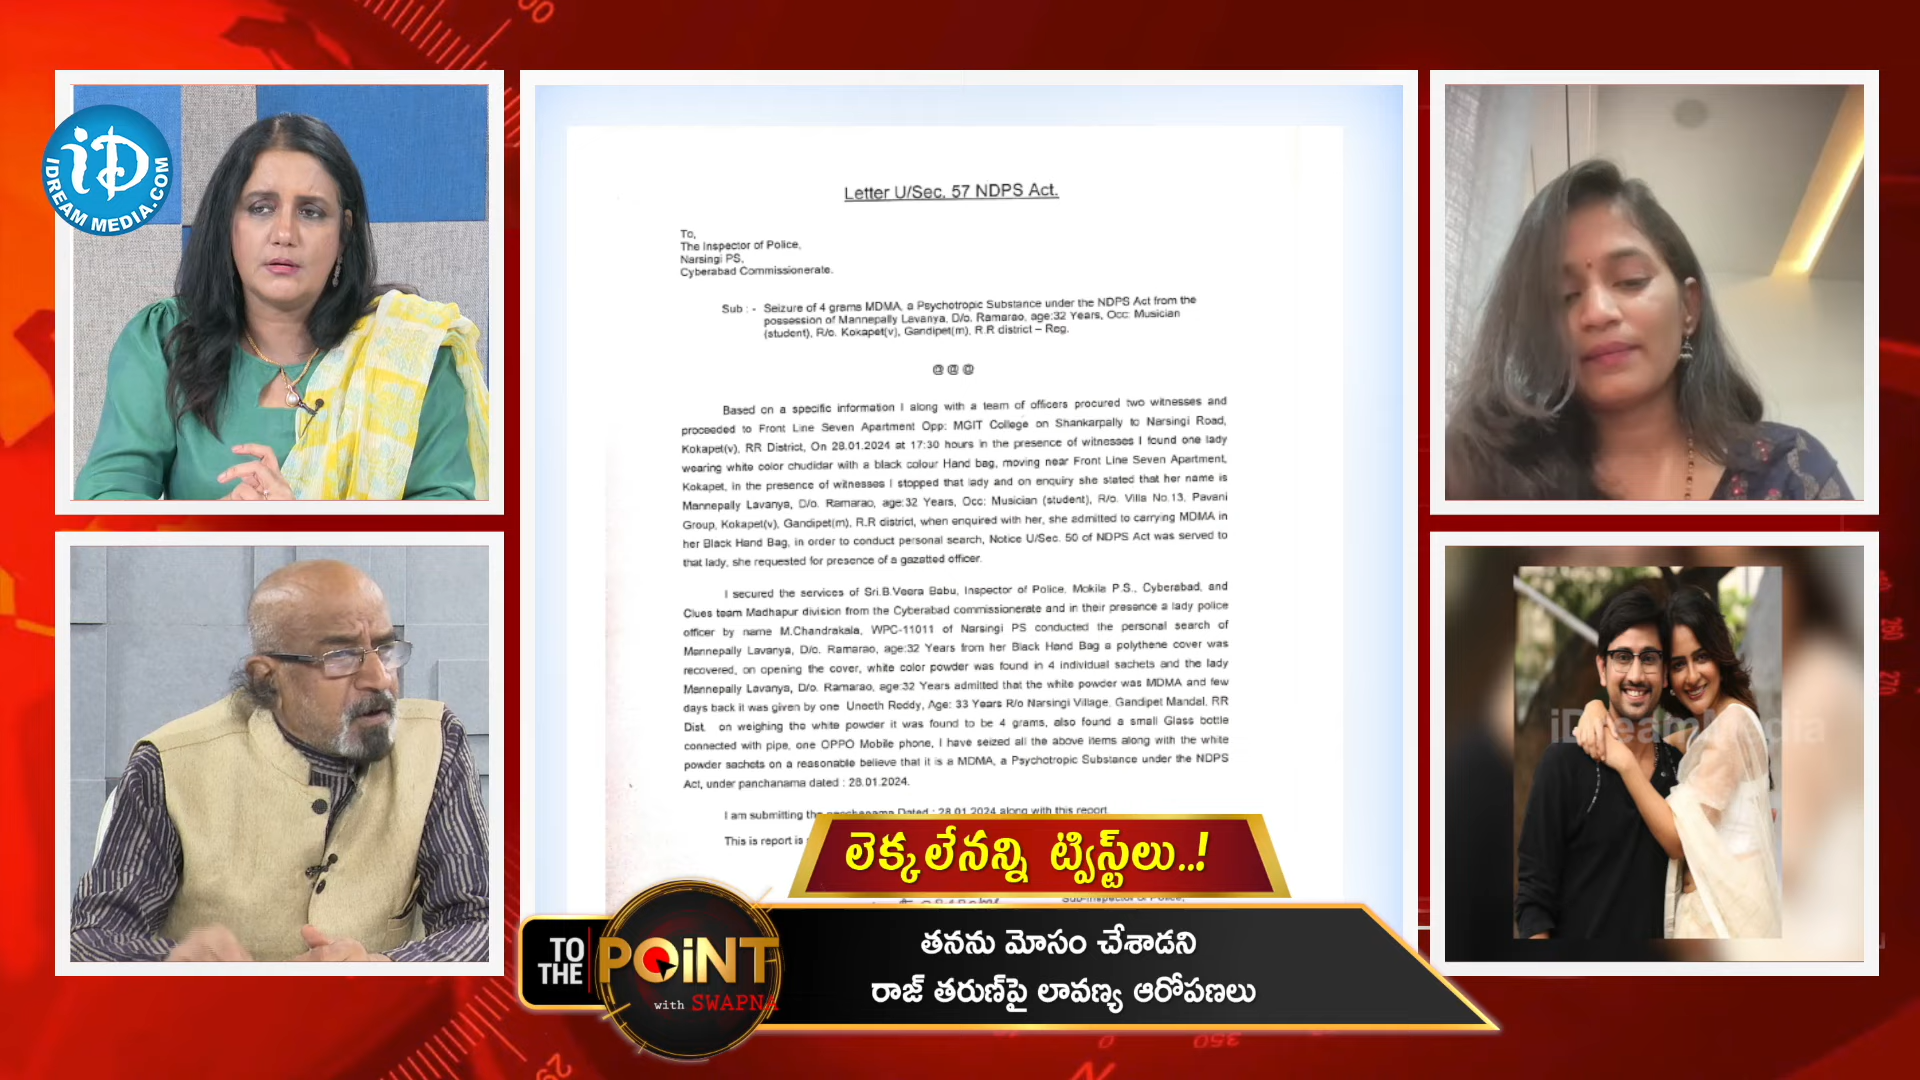 iD
IDREAM MEDIA.COM
Letter U/Sec. 57 NDPS Act.
To,
The Inspector of Police,
Narsingi PS,
Cyberabad Commissionerate.
Sub : - Seizure of 4 grams MDMA, a Psychotropic Substance under the NDPS Act from the
possession of Mannepally Lavanya, D/o. Ramarao, age:32 Years, Occ: Musician
(student), R/o. Kokapet(v), Gandipet(m), R.R district – Reg.
@@@
Based on a specific information I along with a team of officers procured two witnesses and
proceeded to Front Line Seven Apartment Opp: MGIT College on Shankarpally to Narsingi Road,
Kokapet(v), RR District, On 28.01.2024 at 17:30 hours in the presence of witnesses I found one lady
wearing white color chudidar with a black colour Hand bag, moving near Front Line Seven Apartment,
Kokapet, in the presence of witnesses I stopped that lady and on enquiry she stated that her name is
Mannepally Lavanya, D/o. Ramarao, age:32 Years, Occ: Musician (student), R/o. Villa No.13, Pavani
Group, Kokapet(v), Gandipet(m), R.R district, when enquired with her, she admitted to carrying MDMA in
her Black Hand Bag, in order to conduct personal search, Notice U/Sec. 50 of NDPS Act was served to
that lady, she requested for presence of a gazatted officer.
I secured the services of Sri.B.Veera Babu, Inspector of Police, Mokila P.S., Cyberabad, and
Clues team Madhapur division from the Cyberabad commissionerate and in their presence a lady police
officer by name M.Chandrakala, WPC-11011 of Narsingi PS conducted the personal search of
Mannepally Lavanya, D/o. Ramarao, age:32 Years from her Black Hand Bag a polythene cover was
recovered, on opening the cover, white color powder was found in 4 individual sachets and the lady
Mannepally Lavanya, D/o. Ramarao, age:32 Years admitted that the white powder was MDMA and few
days back it was given by one Uneeth Reddy, Age: 33 Years R/o Narsingi Village, Gandipet Mandal, RR
Dist. on weighing the white powder it was found to be 4 grams, also found a small Glass bottle
connected with pipe, one OPPO Mobile phone, I have seized all the above items along with the white
powder sachets on a reasonable believe that it is a MDMA, a Psychotropic Substance under the NDPS
Act, under panchanama dated : 28.01.2024.
I am submitting the panchanama Dated : 28.01.2024 along with this report.
This is report is
Sub-Inspector of Police,
లెక్కలేనన్ని ట్విస్ట్‌లు..!
తనను మోసం చేశాడని
రాజ్ తరుణ్‌పై లావణ్య ఆరోపణలు
TO THE POiNT
with SWAPNA
iDreamMedia